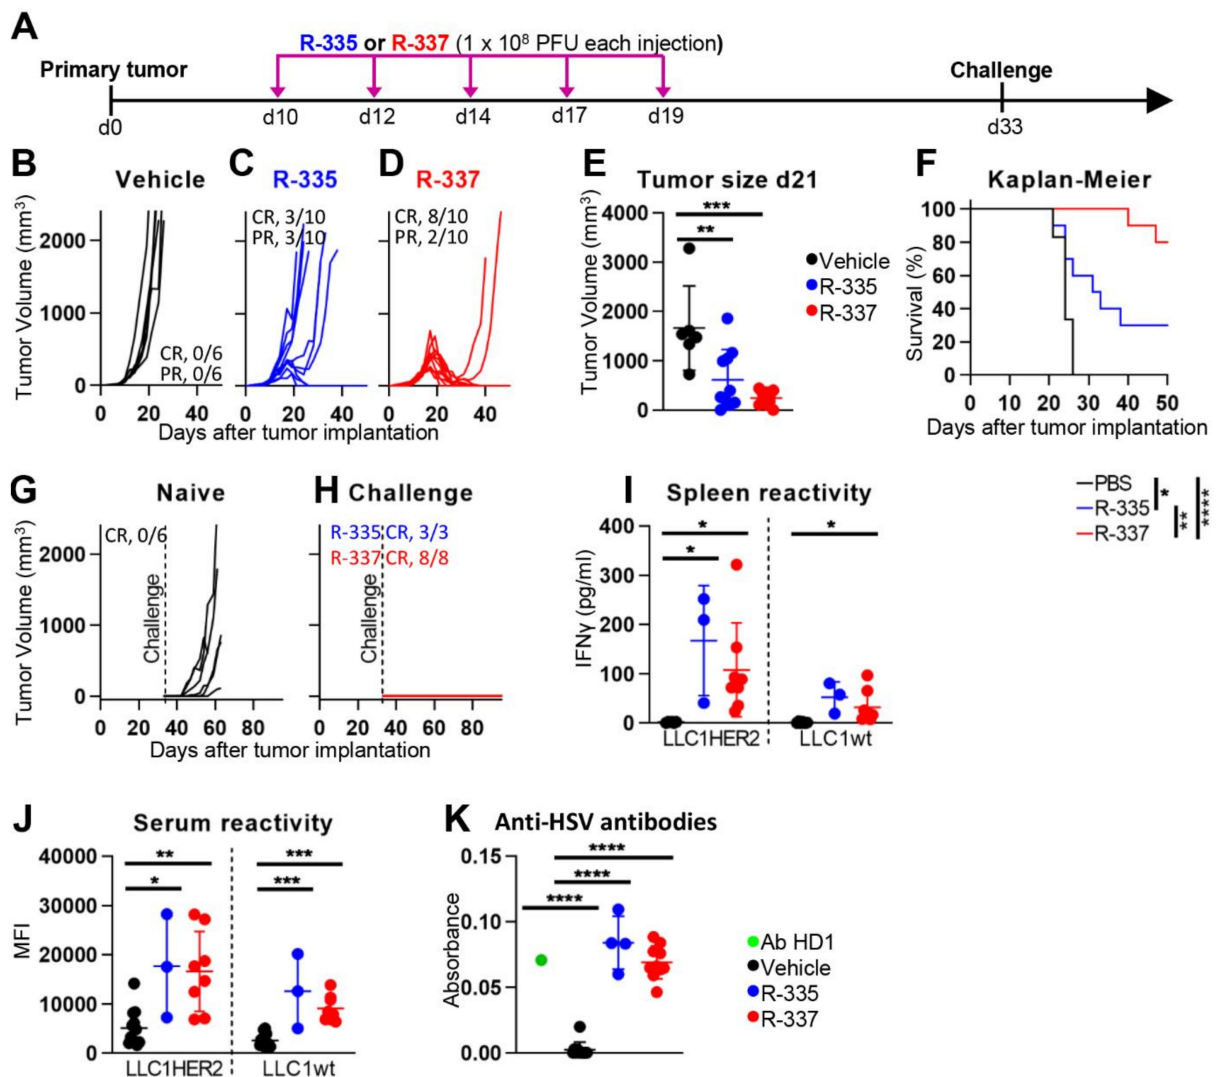 A
R-335 or R-337 (1 x 10⁸ PFU each injection)
Primary tumor
Challenge
d0
d10
d12
d14
d17
d19
d33
B
Vehicle
Tumor Volume (mm³)
2000
1000
0
CR, 0/6
PR, 0/6
0
20
40
C
R-335
CR, 3/10
PR, 3/10
0
20
40
D
R-337
CR, 8/10
PR, 2/10
0
20
40
Days after tumor implantation
E
Tumor size d21
Tumor Volume (mm³)
4000
3000
2000
1000
0
***
**
Vehicle
R-335
R-337
F
Kaplan-Meier
Survival (%)
100
80
60
40
20
0
0 10 20 30 40 50
Days after tumor implantation
PBS
R-335
R-337
*
**
****
G
Naive
Tumor Volume (mm³)
2000
1000
0
CR, 0/6
Challenge
0 20 40 60 80
H
Challenge
R-335 CR, 3/3
R-337 CR, 8/8
Challenge
0 20 40 60 80
Days after tumor implantation
I
Spleen reactivity
IFNγ (pg/ml)
400
300
200
100
0
*
*
*
LLC1HER2
LLC1wt
J
Serum reactivity
MFI
40000
30000
20000
10000
0
**
*
***
***
LLC1HER2
LLC1wt
K
Anti-HSV antibodies
Absorbance
0.15
0.10
0.05
0.00
****
****
****
Ab HD1
Vehicle
R-335
R-337